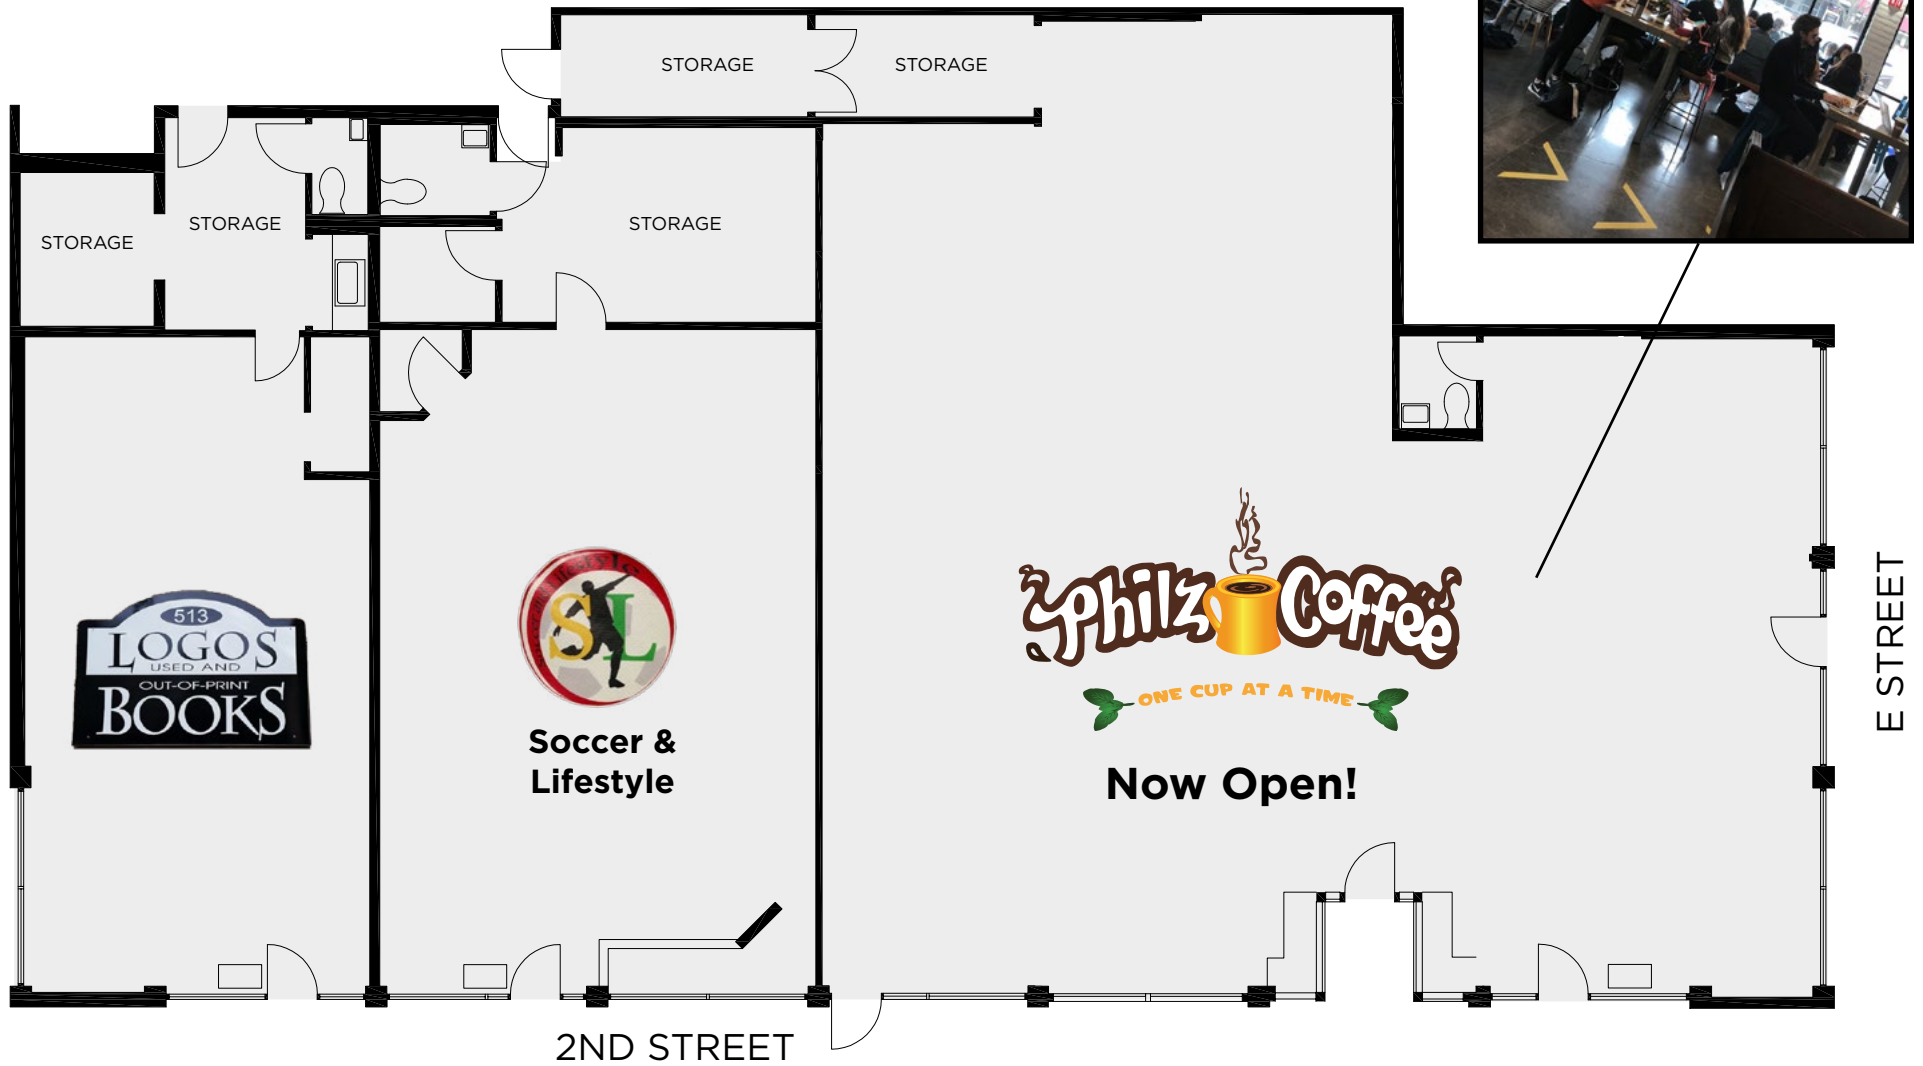 STORAGE
STORAGE
STORAGE
STORAGE
STORAGE
513
LOGOS
USED AND
OUT-OF-PRINT
BOOKS
SL
Soccer &
Lifestyle
Philz Coffee
ONE CUP AT A TIME
Now Open!
E STREET
2ND STREET